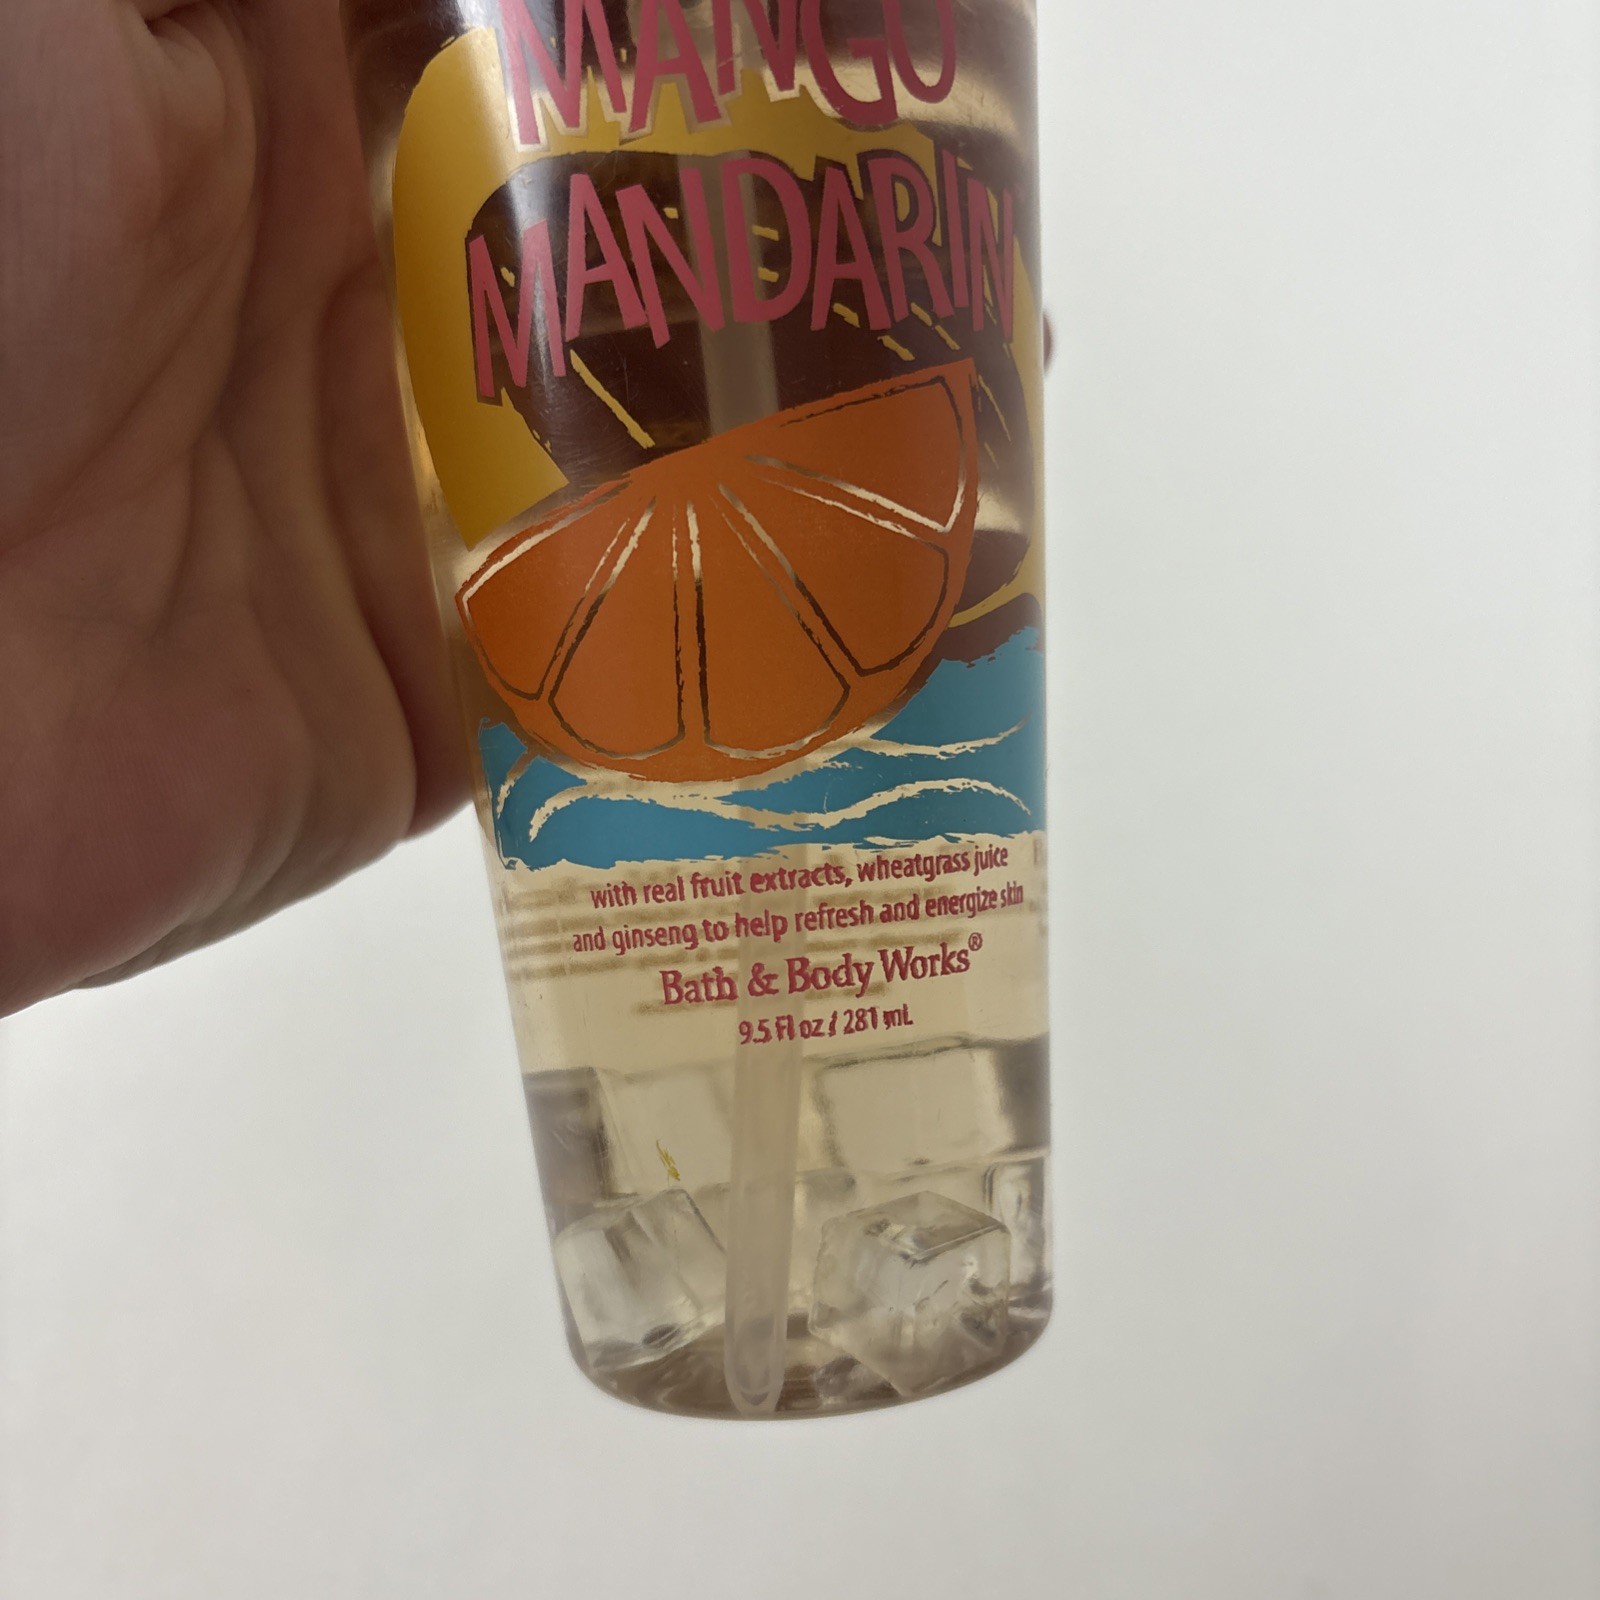 MANGO
MANDARIN
with real fruit extracts, wheatgrass juice
and ginseng to help refresh and energize skin
Bath & Body Works®
9.5 Fl oz / 281 mL